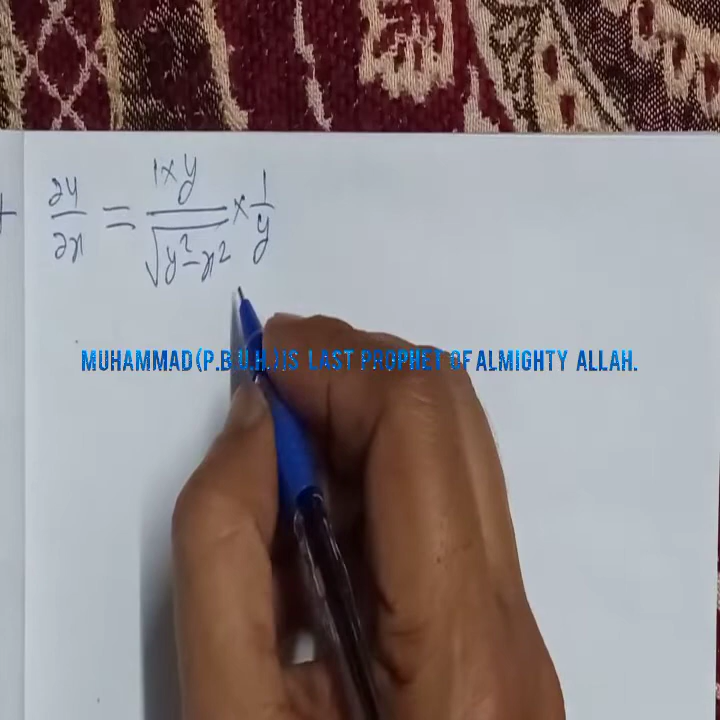 ∂u/∂x = 1×y/√(y²-x²) × 1/y
MUHAMMAD(P.B.U.H.)IS LAST PROPHET OF ALMIGHTY ALLAH.